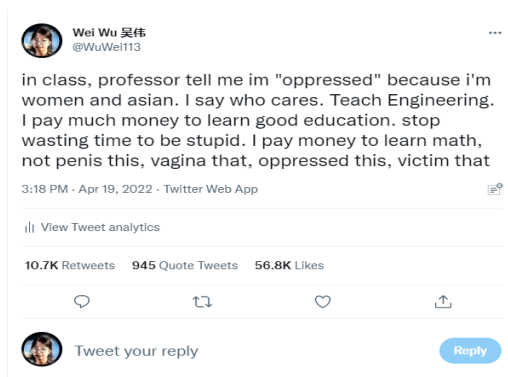 Wei Wu 吴伟
@WuWei113
in class, professor tell me im "oppressed" because i'm
women and asian. I say who cares. Teach Engineering.
I pay much money to learn good education. stop
wasting time to be stupid. I pay money to learn math,
not penis this, vagina that, oppressed this, victim that
3:18 PM · Apr 19, 2022 · Twitter Web App
View Tweet analytics
10.7K Retweets 945 Quote Tweets 56.8K Likes
Tweet your reply
Reply